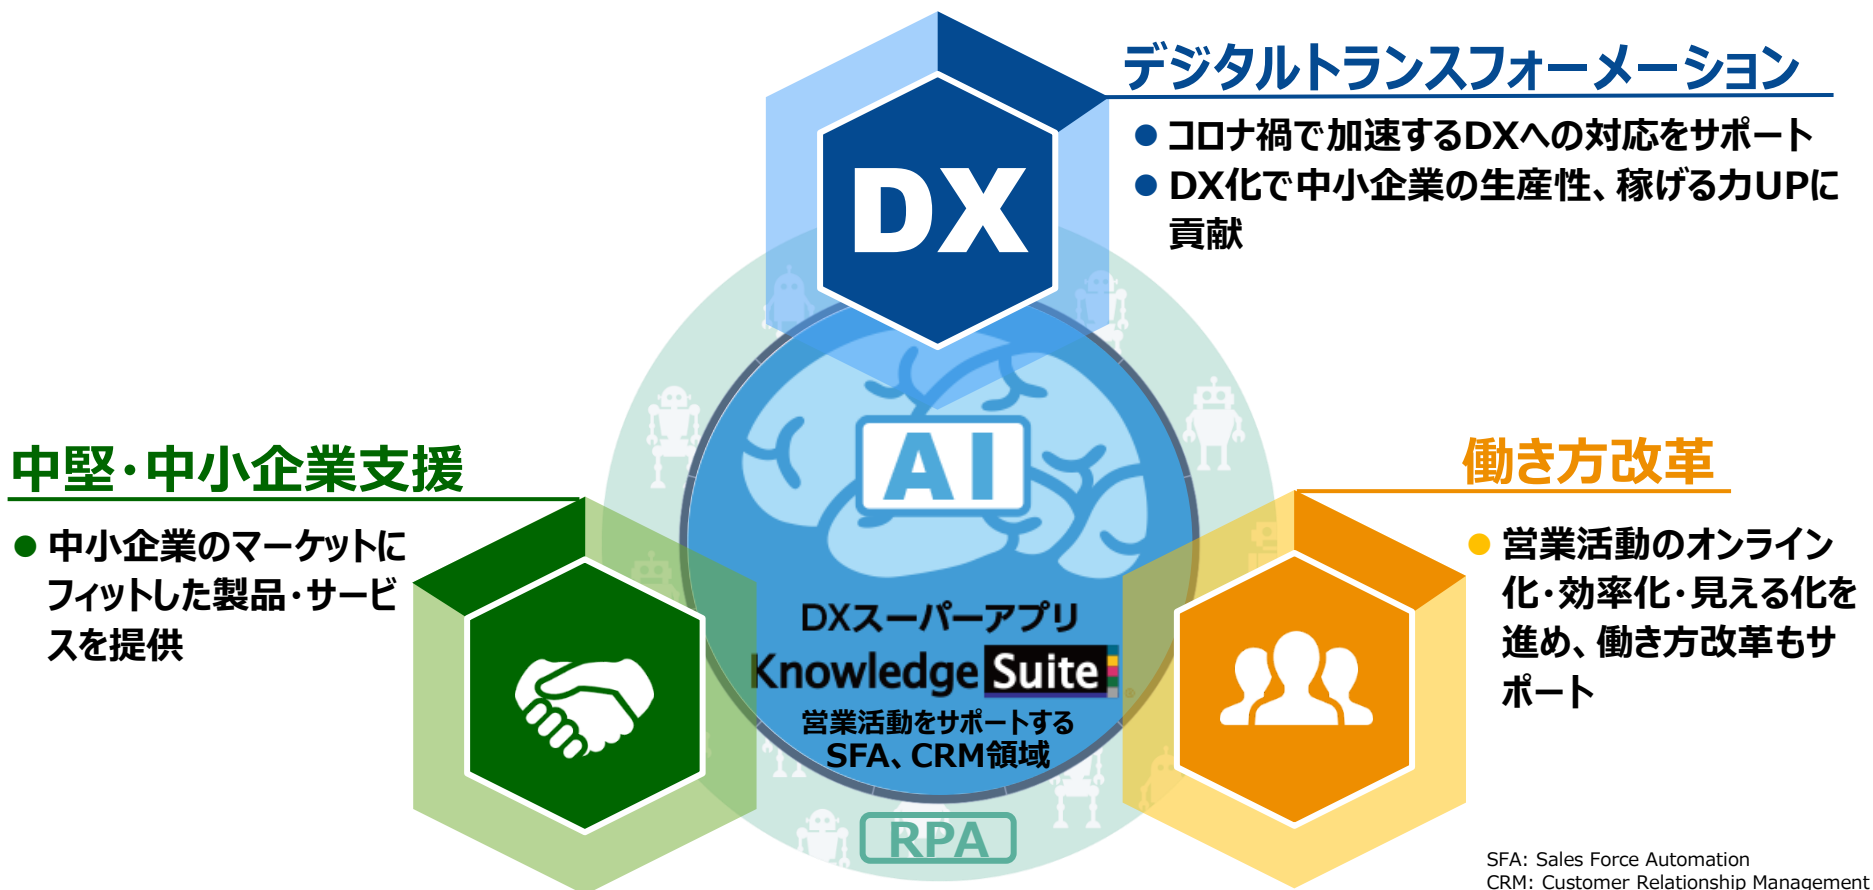 デジタルトランスフォーメーション
● コロナ禍で加速するDXへの対応をサポート
● DX化で中小企業の生産性、稼げる力UPに
貢献
DX
中堅・中小企業支援
● 中小企業のマーケットに
フィットした製品・サービ
スを提供
AI
DXスーパーアプリ
Knowledge Suite®
営業活動をサポートする
SFA、CRM領域
RPA
働き方改革
● 営業活動のオンライン
化・効率化・見える化を
進め、働き方改革もサ
ポート
SFA: Sales Force Automation
CRM: Customer Relationship Management